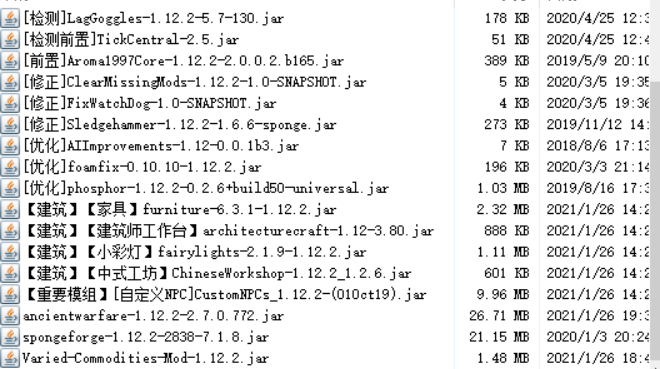 [检测]LagGoggles-1.12.2-5.7-130.jar 178 KB 2020/4/25 12:3
[检测前置]TickCentral-2.5.jar 51 KB 2020/4/25 12:4
[前置]Aroma1997Core-1.12.2-2.0.0.2.b165.jar 389 KB 2019/5/9 20:10
[修正]ClearMissingMods-1.12.2-1.0-SNAPSHOT.jar 5 KB 2020/3/5 19:35
[修正]FixWatchDog-1.0-SNAPSHOT.jar 4 KB 2020/3/5 19:36
[修正]Sledgehammer-1.12.2-1.6.6-sponge.jar 273 KB 2019/11/12 14:
[优化]AIImprovements-1.12-0.0.1b3.jar 7 KB 2018/8/6 17:13
[优化]foamfix-0.10.10-1.12.2.jar 196 KB 2020/3/3 21:14
[优化]phosphor-1.12.2-0.2.6+build50-universal.jar 1.03 MB 2019/8/16 17:3
【建筑】【家具】furniture-6.3.1-1.12.2.jar 2.32 MB 2021/1/26 14:2
【建筑】【建筑师工作台】architecturecraft-1.12-3.80.jar 888 KB 2021/1/26 14:2
【建筑】【小彩灯】fairylights-2.1.9-1.12.2.jar 1.11 MB 2021/1/26 14:2
【建筑】【中式工坊】ChineseWorkshop-1.12.2_1.2.6.jar 601 KB 2021/1/26 14:2
【重要模组】[自定义NPC]CustomNPCs_1.12.2-(01Oct19).jar 9.96 MB 2021/1/26 14:2
ancientwarfare-1.12.2-2.7.0.772.jar 26.71 MB 2021/1/26 19:3
spongeforge-1.12.2-2838-7.1.8.jar 21.15 MB 2020/1/3 20:24
Varied-Commodities-Mod-1.12.2.jar 1.48 MB 2021/1/26 18:4